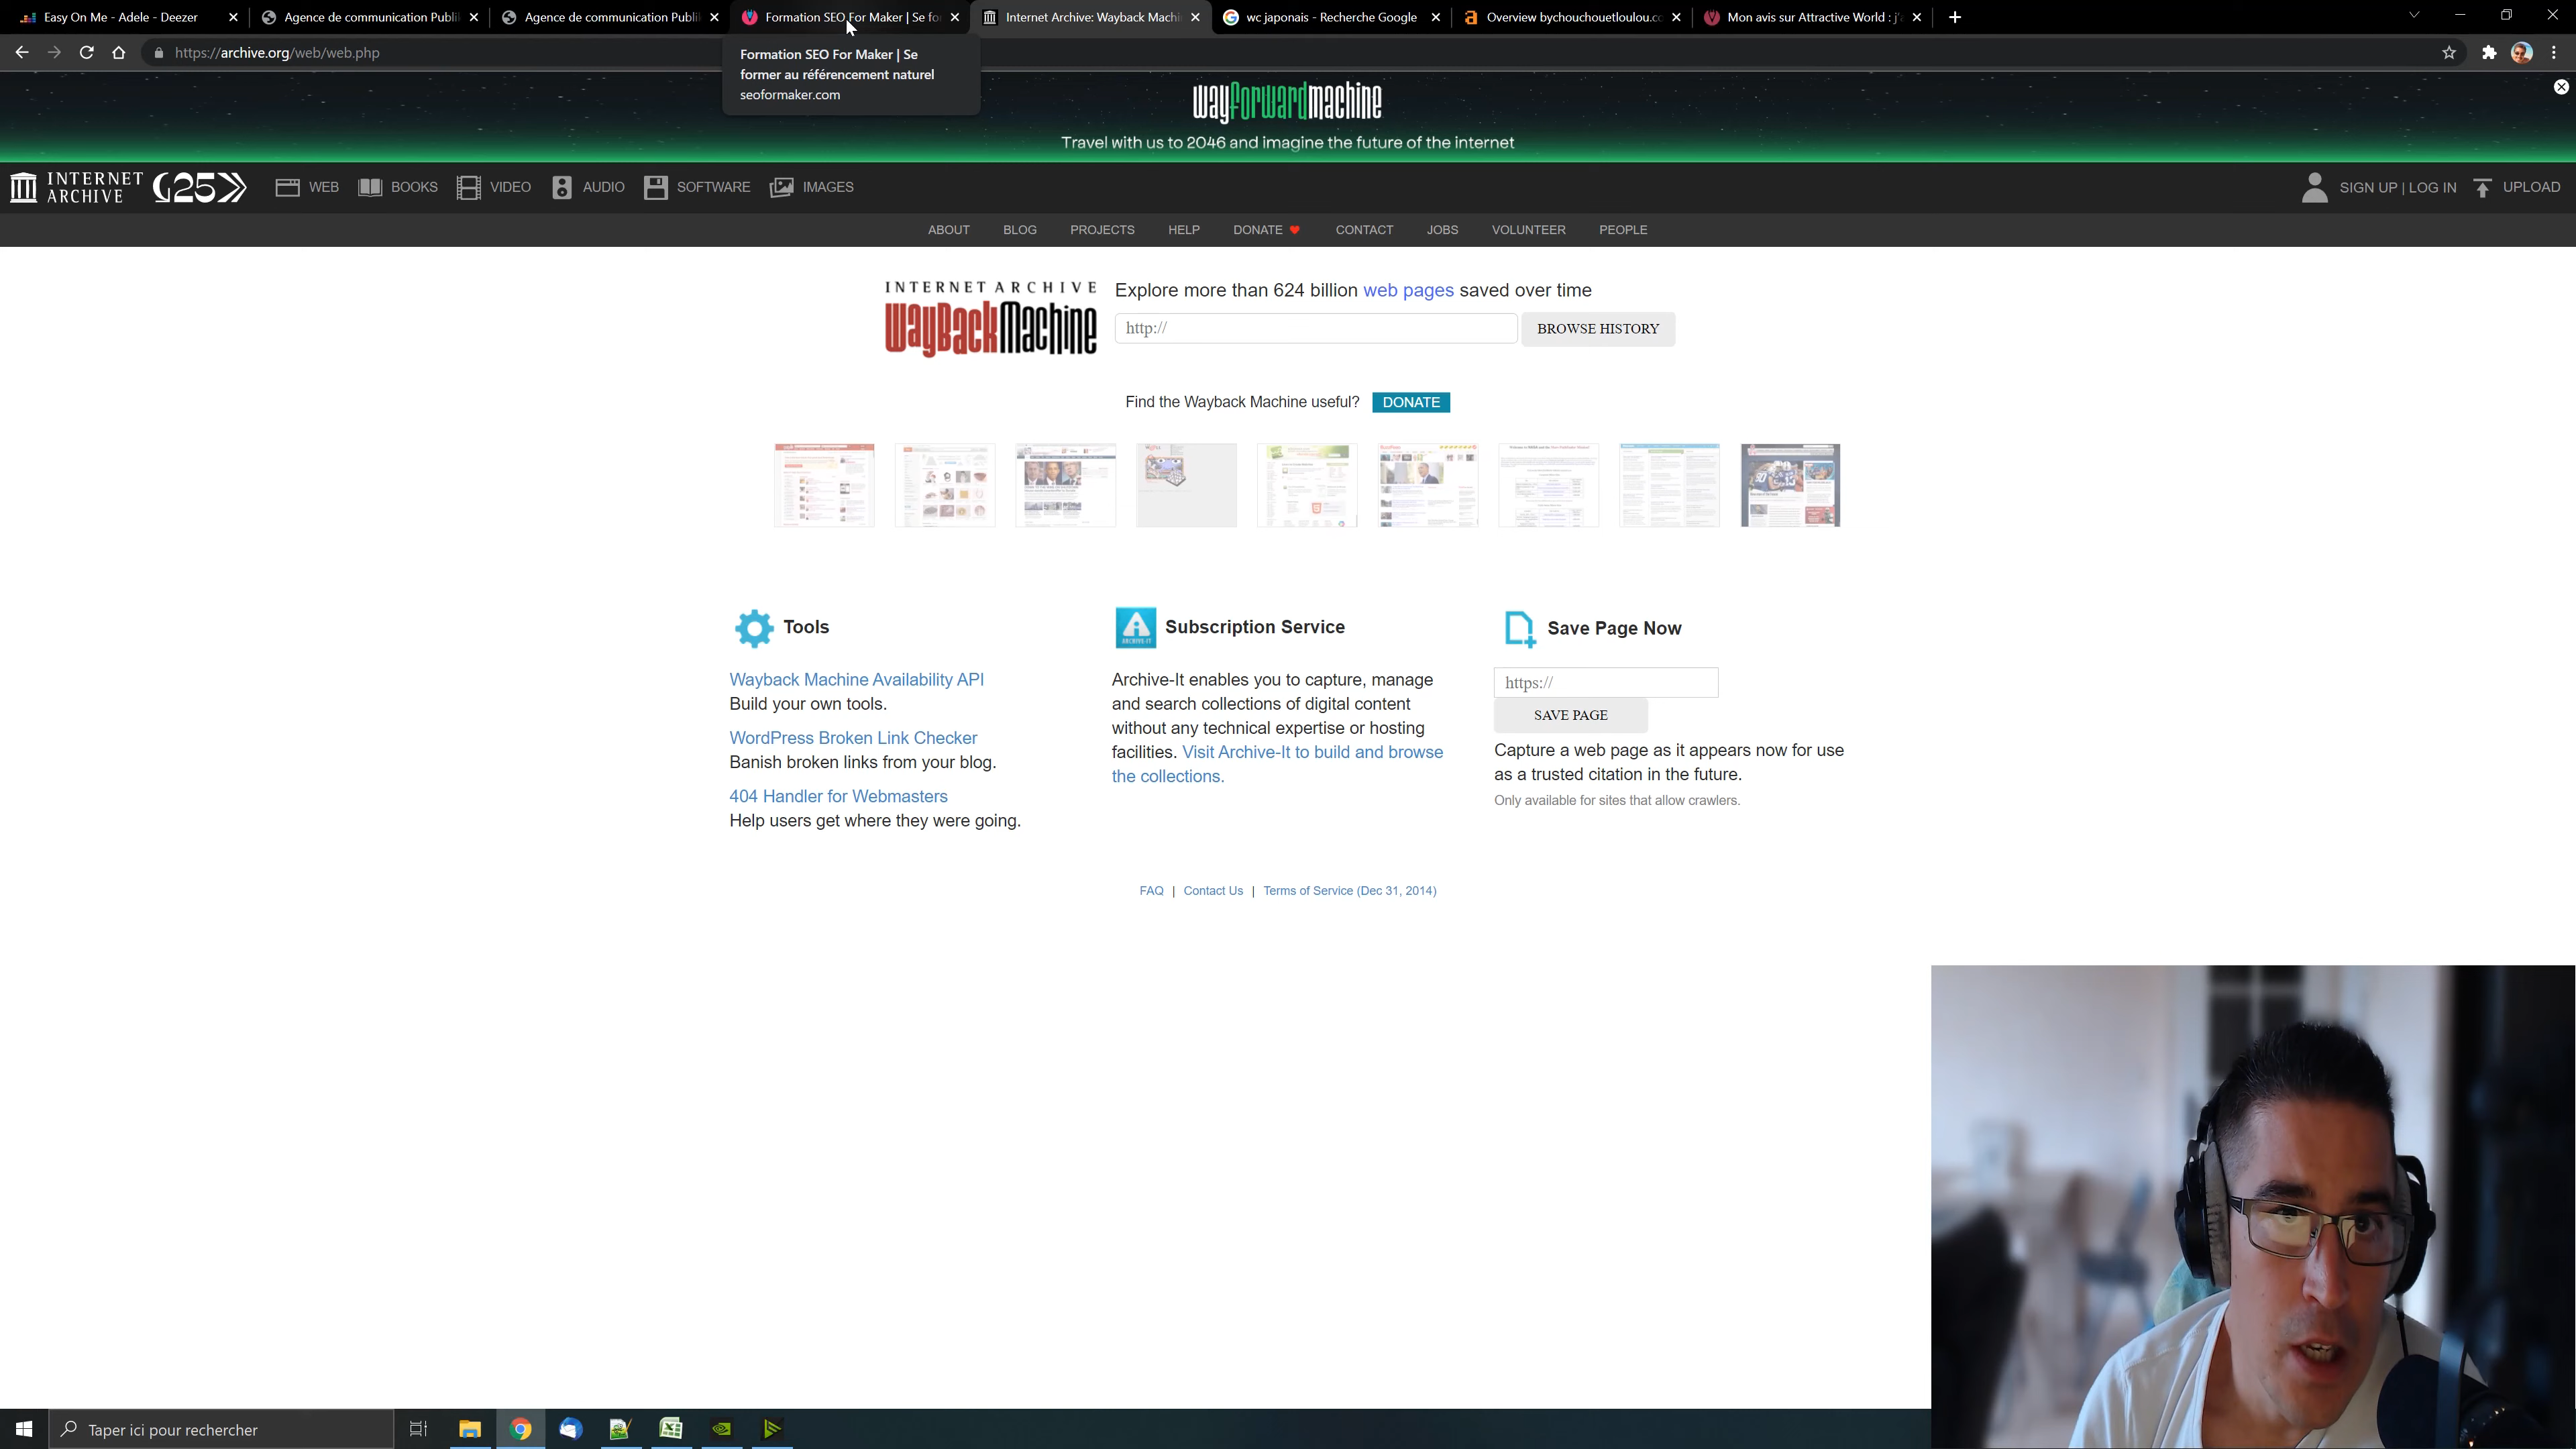 Easy On Me - Adele - Deezer
Agence de communication Publi
Agence de communication Publi
Formation SEO For Maker | Se fo
Internet Archive: Wayback Machi
wc japonais - Recherche Google
Overview bychouchouetloulou.co
Mon avis sur Attractive World : j'
https://archive.org/web/web.php
Formation SEO For Maker | Se
former au référencement naturel
seoformaker.com
wayforwardmachine
Travel with us to 2046 and imagine the future of the internet
INTERNET
ARCHIVE
25
WEB
BOOKS
VIDEO
AUDIO
SOFTWARE
IMAGES
SIGN UP | LOG IN
UPLOAD
ABOUT
BLOG
PROJECTS
HELP
DONATE
CONTACT
JOBS
VOLUNTEER
PEOPLE
INTERNET ARCHIVE
WayBackMachine
Explore more than 624 billion web pages saved over time
http://
BROWSE HISTORY
Find the Wayback Machine useful?
DONATE
Tools
Wayback Machine Availability API
Build your own tools.
WordPress Broken Link Checker
Banish broken links from your blog.
404 Handler for Webmasters
Help users get where they were going.
ARCHIVE-IT
Subscription Service
Archive-It enables you to capture, manage
and search collections of digital content
without any technical expertise or hosting
facilities. Visit Archive-It to build and browse
the collections.
Save Page Now
https://
SAVE PAGE
Capture a web page as it appears now for use
as a trusted citation in the future.
Only available for sites that allow crawlers.
FAQ | Contact Us | Terms of Service (Dec 31, 2014)
Taper ici pour rechercher